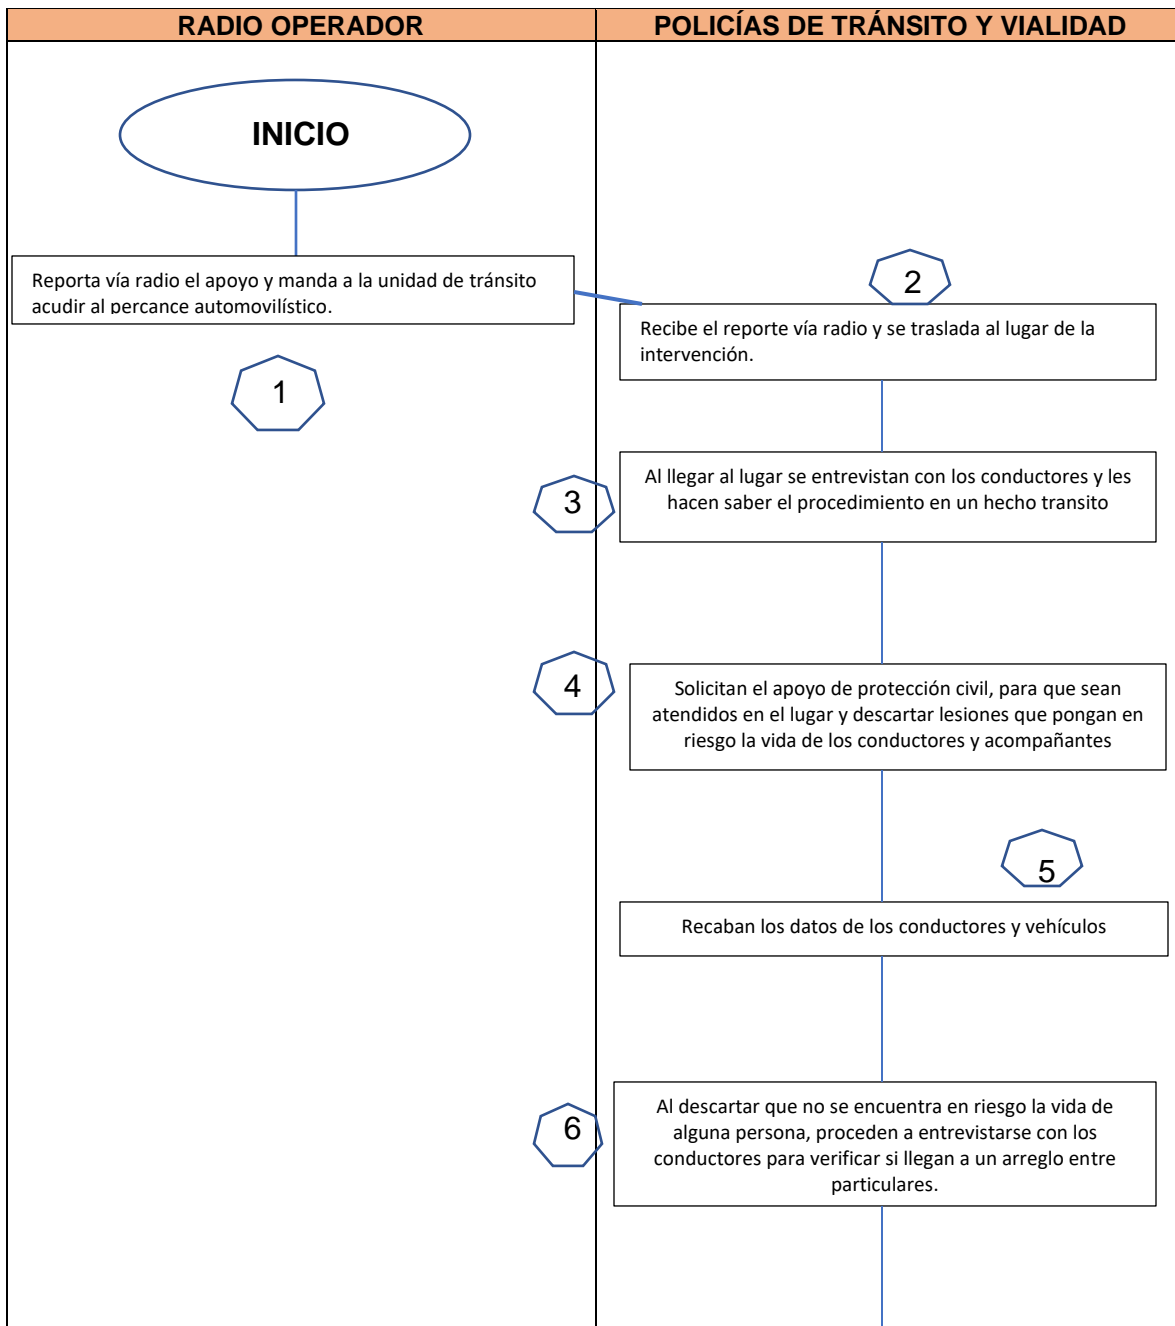 RADIO OPERADOR
POLICÍAS DE TRÁNSITO Y VIALIDAD
INICIO
Reporta vía radio el apoyo y manda a la unidad de tránsito
acudir al percance automovilístico.
1
2
Recibe el reporte vía radio y se traslada al lugar de la
intervención.
3
Al llegar al lugar se entrevistan con los conductores y les
hacen saber el procedimiento en un hecho transito
4
Solicitan el apoyo de protección civil, para que sean
atendidos en el lugar y descartar lesiones que pongan en
riesgo la vida de los conductores y acompañantes
5
Recaban los datos de los conductores y vehículos
6
Al descartar que no se encuentra en riesgo la vida de
alguna persona, proceden a entrevistarse con los
conductores para verificar si llegan a un arreglo entre
particulares.